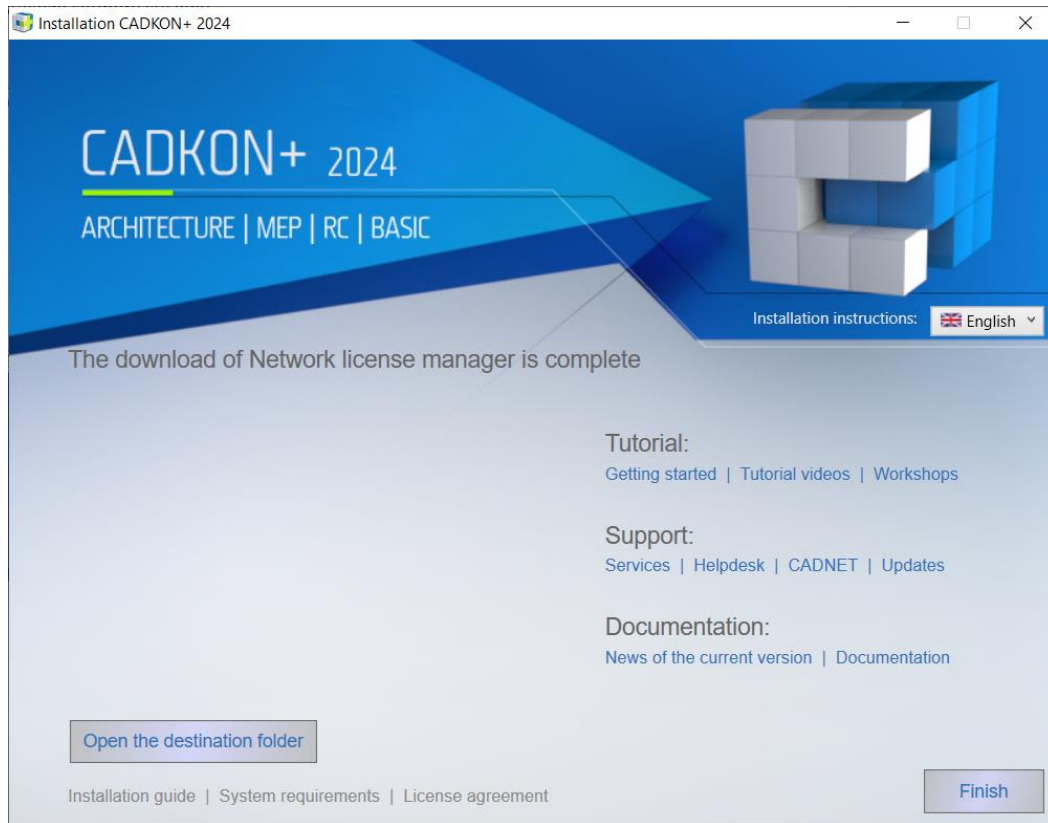 Installation CADKON+ 2024
CADKON+ 2024
ARCHITECTURE | MEP | RC | BASIC
Installation instructions: English
The download of Network license manager is complete
Tutorial:
Getting started | Tutorial videos | Workshops
Support:
Services | Helpdesk | CADNET | Updates
Documentation:
News of the current version | Documentation
Open the destination folder
Installation guide | System requirements | License agreement
Finish